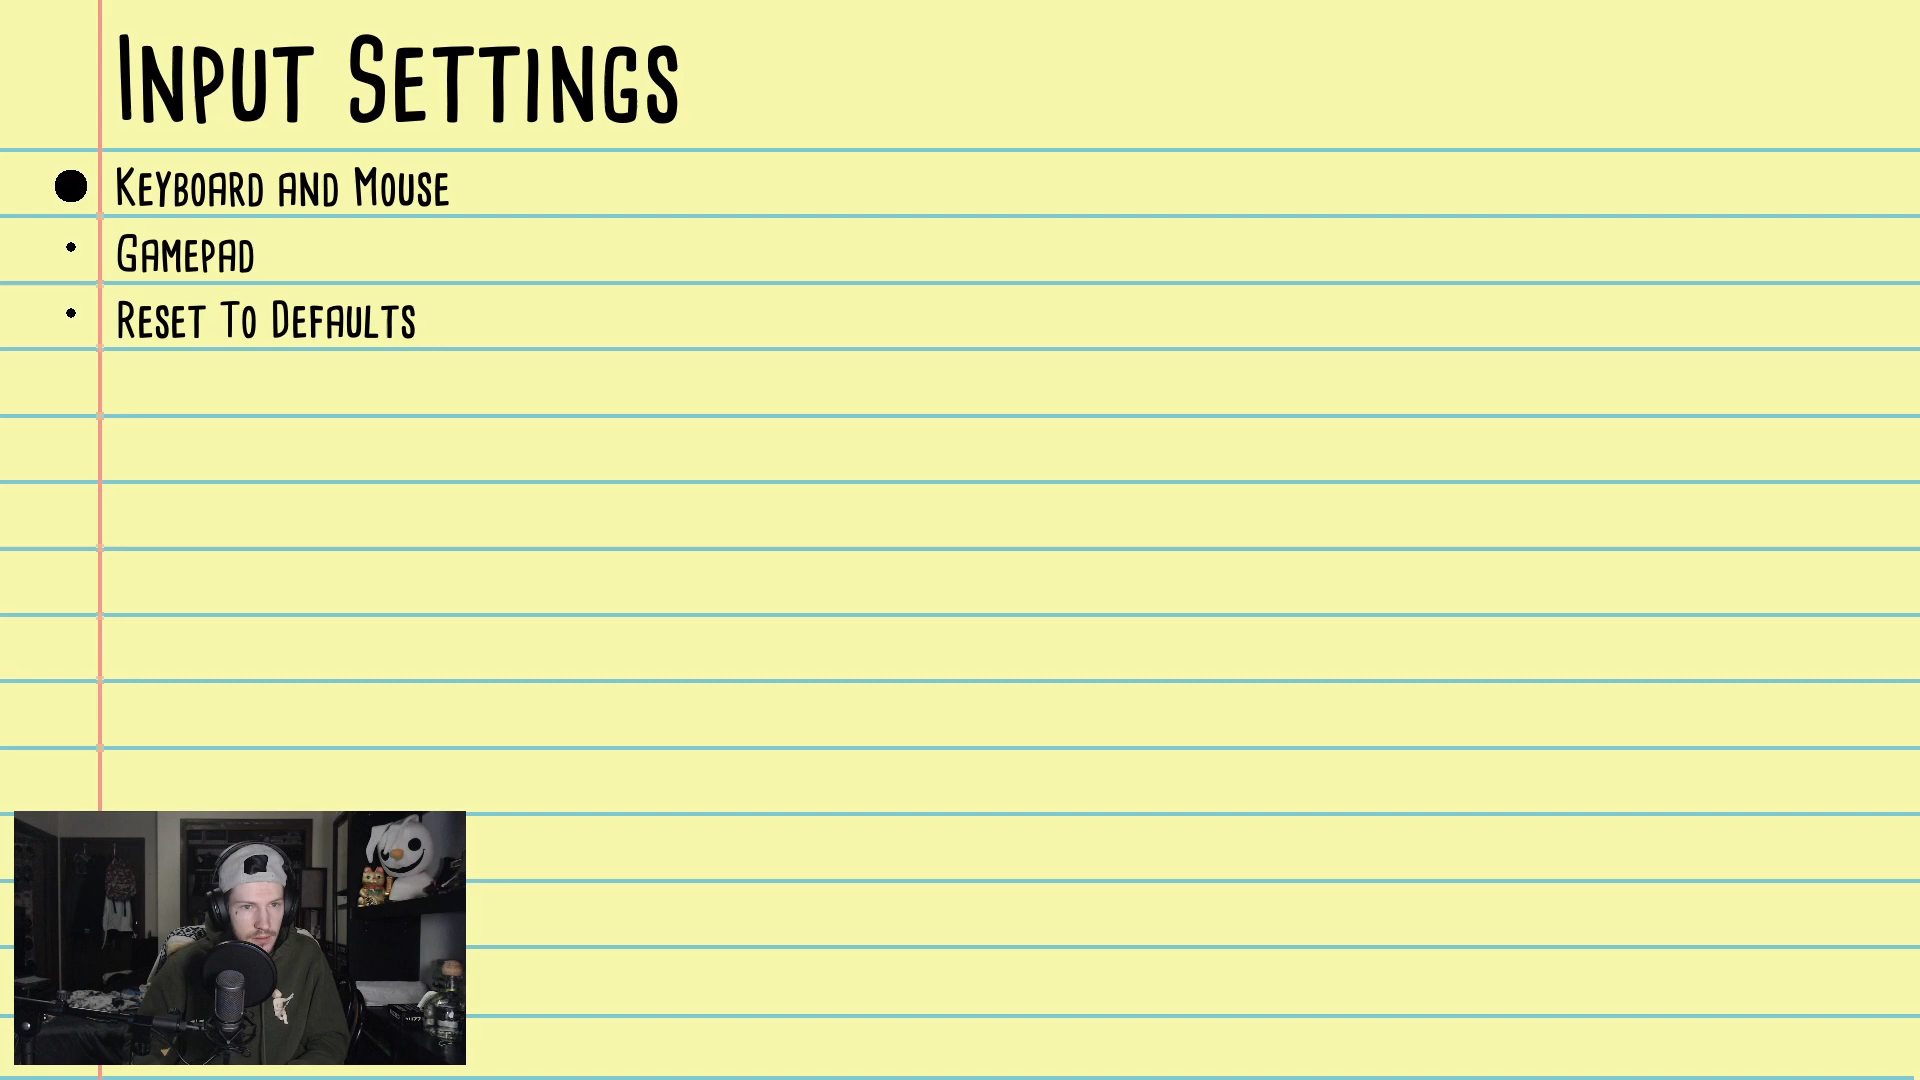 Input Settings
Keyboard and Mouse
Gamepad
Reset To Defaults